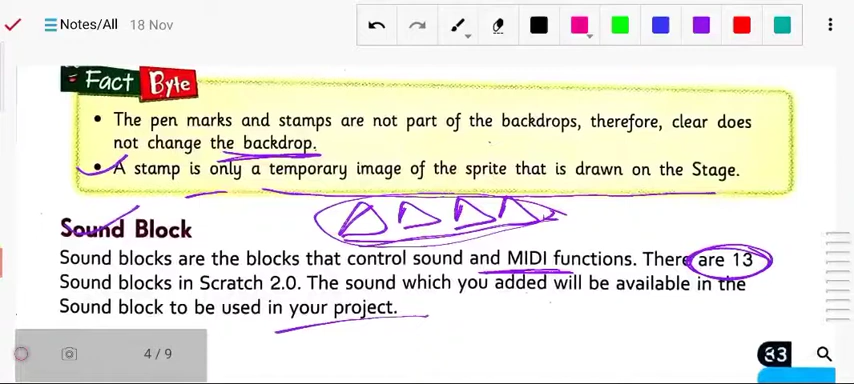 Notes/All 18 Nov
Fact Byte
• The pen marks and stamps are not part of the backdrops, therefore, clear does
not change the backdrop.
• A stamp is only a temporary image of the sprite that is drawn on the Stage.
Sound Block
Sound blocks are the blocks that control sound and MIDI functions. There are 13
Sound blocks in Scratch 2.0. The sound which you added will be available in the
Sound block to be used in your project.
4 / 9
33